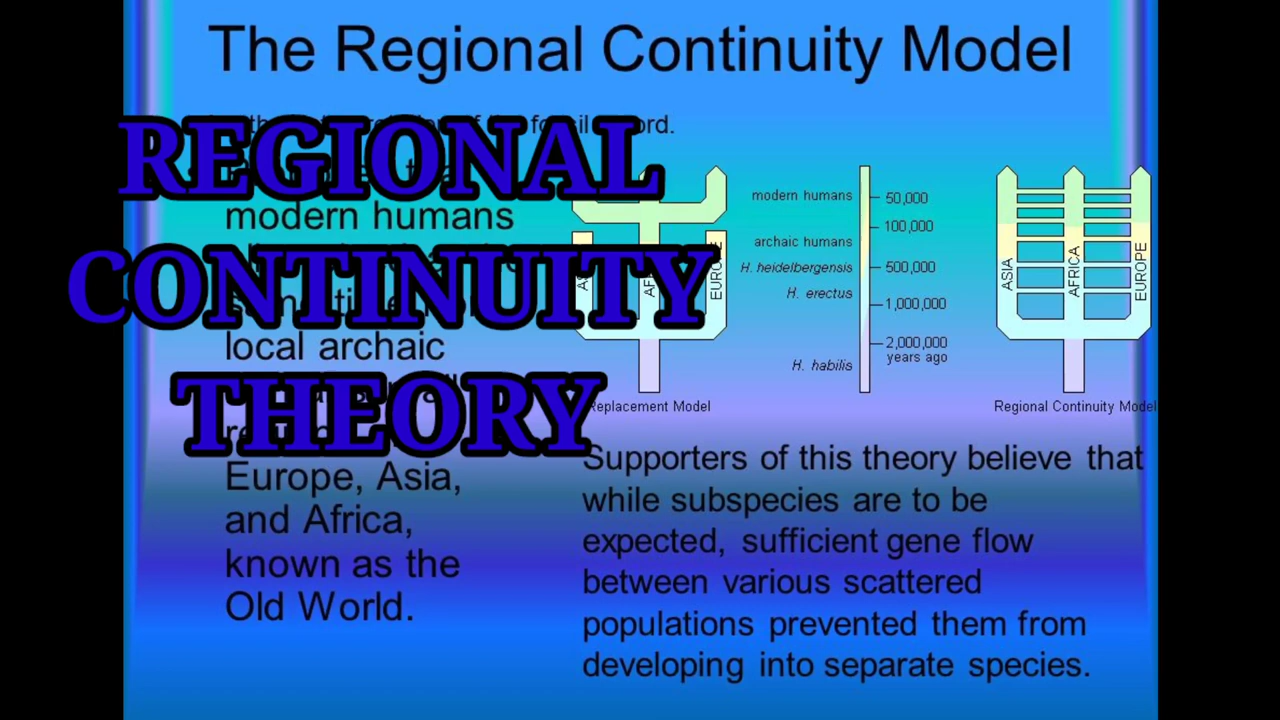 The Regional Continuity Model
REGIONAL
CONTINUITY
THEORY
modern humans
local archaic
Europe, Asia,
and Africa,
known as the
Old World.
EUROPE
Replacement Model
modern humans
archaic humans
H. heidelbergensis
H. erectus
H. habilis
50,000
100,000
500,000
1,000,000
2,000,000
years ago
ASIA
AFRICA
EUROPE
Regional Continuity Model
Supporters of this theory believe that
while subspecies are to be
expected, sufficient gene flow
between various scattered
populations prevented them from
developing into separate species.